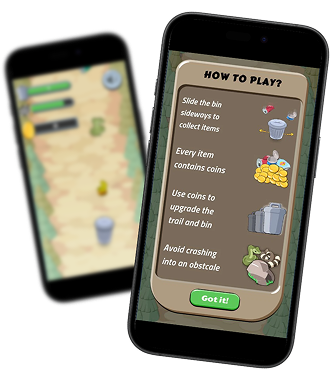 HOW TO PLAY?
Slide the bin
sideways to
collect items
Every item
contains coins
Use coins to
upgrade the
trail and bin
Avoid crashing
into an obstcale
Got it!